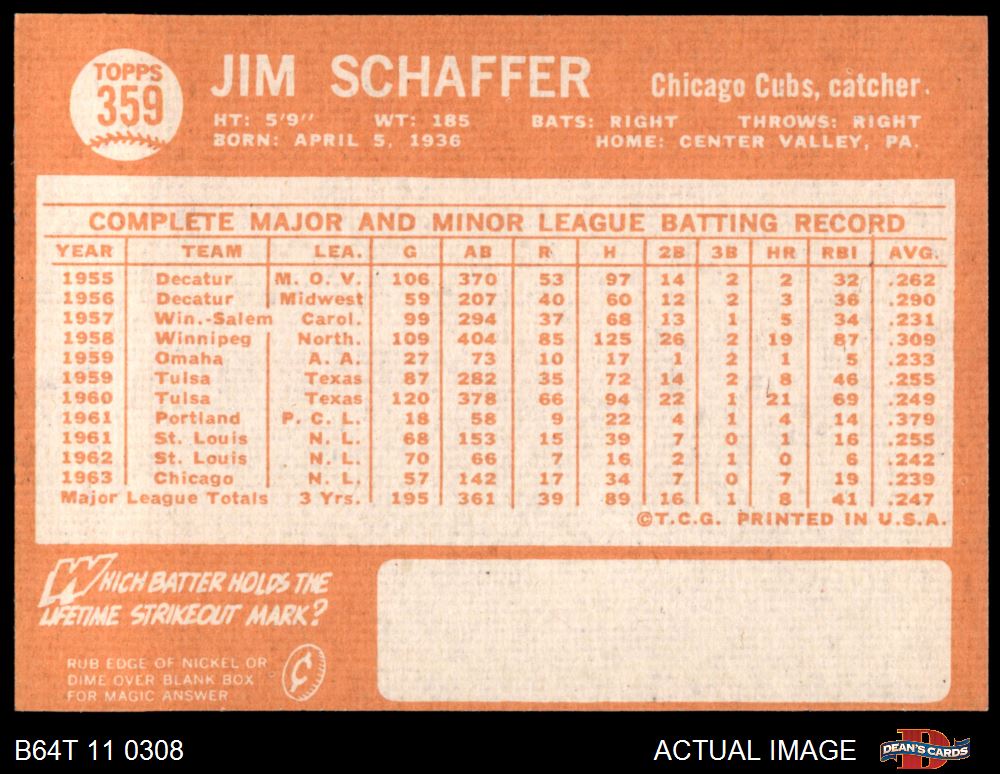 TOPPS
359
JIM SCHAFFER
Chicago Cubs, catcher.
HT: 5'9" WT: 185 BATS: RIGHT THROWS: RIGHT
BORN: APRIL 5, 1936 HOME: CENTER VALLEY, PA.
COMPLETE MAJOR AND MINOR LEAGUE BATTING RECORD
YEAR TEAM LEA. G AB R H 2B 3B HR RBI AVG.
1955 Decatur M. O. V. 106 370 53 97 14 2 2 32 .262
1956 Decatur Midwest 59 207 40 60 12 2 3 36 .290
1957 Win.-Salem Carol. 99 294 37 68 13 1 5 34 .231
1958 Winnipeg North. 109 404 85 125 26 2 19 87 .309
1959 Omaha A. A. 27 73 10 17 1 2 1 5 .233
1959 Tulsa Texas 87 282 35 72 14 2 8 46 .255
1960 Tulsa Texas 120 378 66 94 22 1 21 69 .249
1961 Portland P. C. L. 18 58 9 22 4 1 4 14 .379
1961 St. Louis N. L. 68 153 15 39 7 0 1 16 .255
1962 St. Louis N. L. 70 66 7 16 2 1 0 6 .242
1963 Chicago N. L. 57 142 17 34 7 0 7 19 .239
Major League Totals 3 Yrs. 195 361 39 89 16 1 8 41 .247
©T.C.G. PRINTED IN U.S.A.
WHICH BATTER HOLDS THE
LIFETIME STRIKEOUT MARK?
RUB EDGE OF NICKEL OR
DIME OVER BLANK BOX
FOR MAGIC ANSWER
¢
B64T 11 0308 ACTUAL IMAGE
DEAN'S CARDS